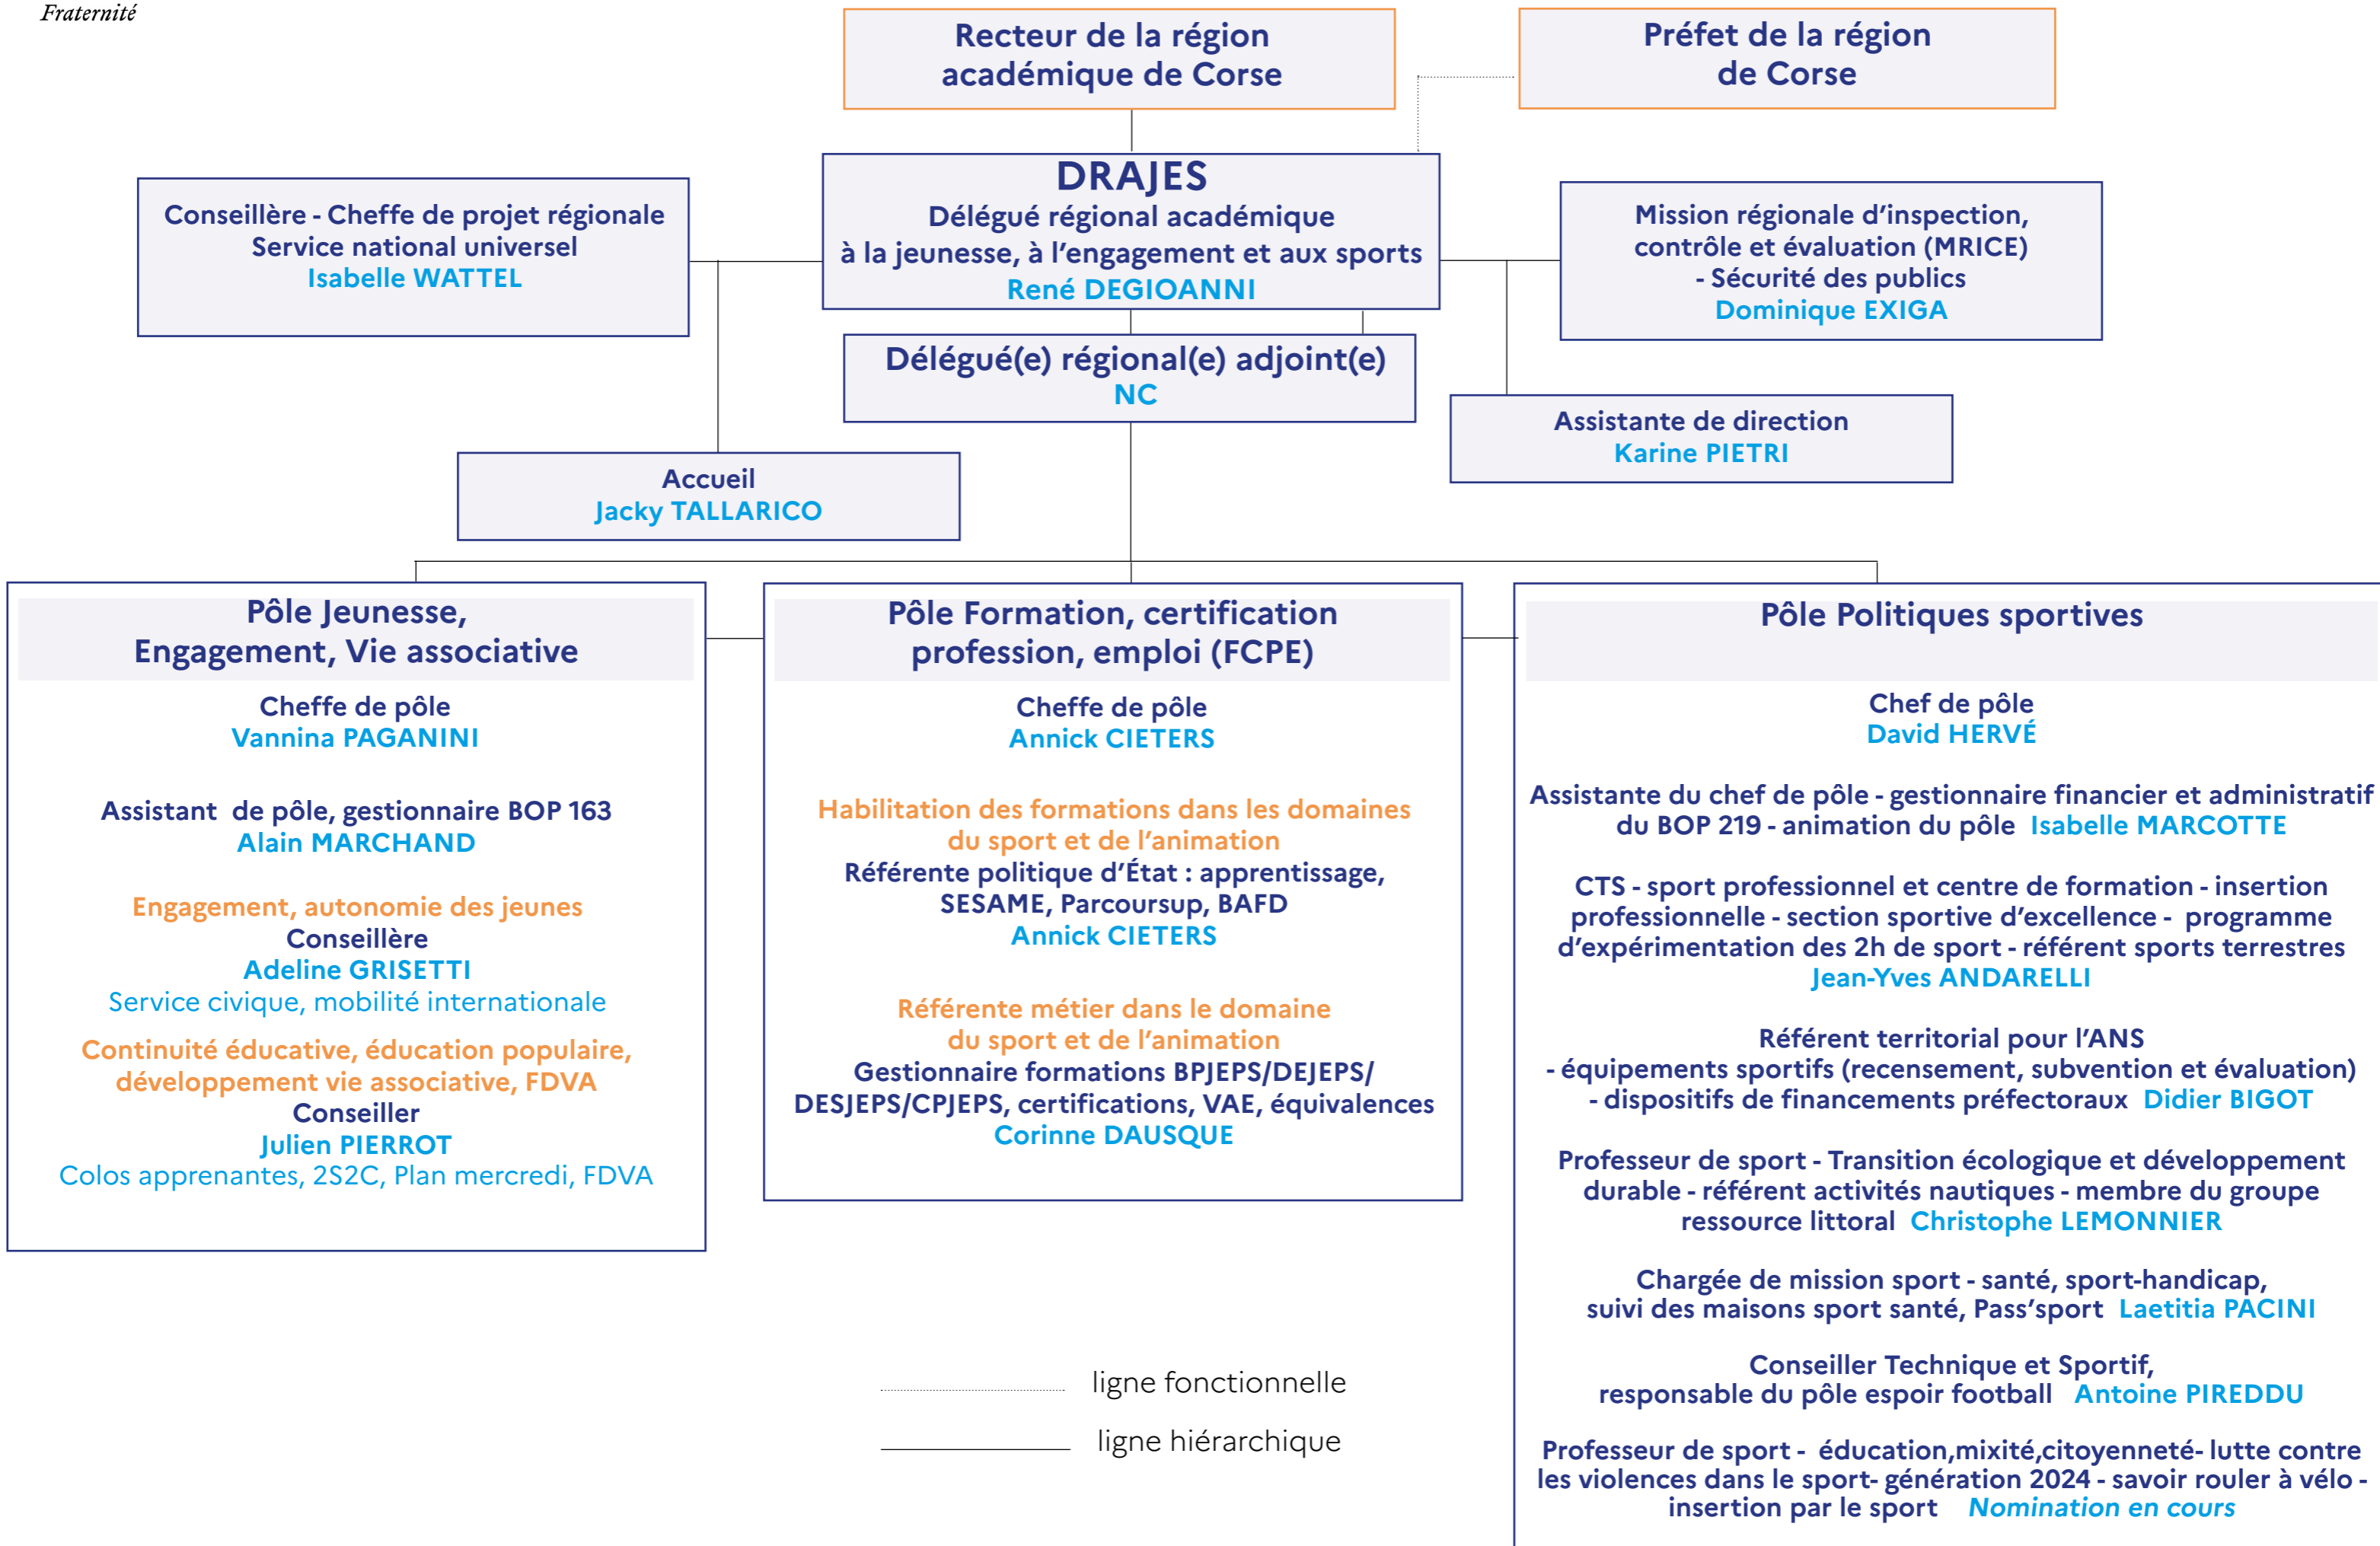 Fraternité
Recteur de la région
académique de Corse
Préfet de la région
de Corse
DRAJES
Délégué régional académique
à la jeunesse, à l’engagement et aux sports
René DEGIOANNI
Conseillère - Cheffe de projet régionale
Service national universel
Isabelle WATTEL
Mission régionale d’inspection,
contrôle et évaluation (MRICE)
- Sécurité des publics
Dominique EXIGA
Délégué(e) régional(e) adjoint(e)
NC
Assistante de direction
Karine PIETRI
Accueil
Jacky TALLARICO
Pôle Jeunesse,
Engagement, Vie associative
Cheffe de pôle
Vannina PAGANINI
Assistant  de pôle, gestionnaire BOP 163
Alain MARCHAND
Engagement, autonomie des jeunes
Conseillère
Adeline GRISETTI
Service civique, mobilité internationale
Continuité éducative, éducation populaire,
développement vie associative, FDVA
Conseiller
Julien PIERROT
Colos apprenantes, 2S2C, Plan mercredi, FDVA
Pôle Formation, certification
profession, emploi (FCPE)
Cheffe de pôle
Annick CIETERS
Habilitation des formations dans les domaines
du sport et de l’animation
Référente politique d’État : apprentissage,
SESAME, Parcoursup, BAFD
Annick CIETERS
Référente métier dans le domaine
du sport et de l’animation
Gestionnaire formations BPJEPS/DEJEPS/
DESJEPS/CPJEPS, certifications, VAE, équivalences
Corinne DAUSQUE
Pôle Politiques sportives
Chef de pôle
David HERVÉ
Assistante du chef de pôle - gestionnaire financier et administratif
du BOP 219 - animation du pôle  Isabelle MARCOTTE
CTS - sport professionnel et centre de formation - insertion
professionnelle - section sportive d’excellence -  programme
d’expérimentation des 2h de sport - référent sports terrestres
Jean-Yves ANDARELLI
Référent territorial pour l’ANS
- équipements sportifs (recensement, subvention et évaluation)
- dispositifs de financements préfectoraux  Didier BIGOT
Professeur de sport - Transition écologique et développement
durable - référent activités nautiques - membre du groupe
ressource littoral  Christophe LEMONNIER
Chargée de mission sport - santé, sport-handicap,
suivi des maisons sport santé, Pass’sport  Laetitia PACINI
Conseiller Technique et Sportif,
responsable du pôle espoir football   Antoine PIREDDU
Professeur de sport -  éducation,mixité,citoyenneté- lutte contre
les violences dans le sport- génération 2024 - savoir rouler à vélo -
insertion par le sport    Nomination en cours
ligne fonctionnelle
ligne hiérarchique